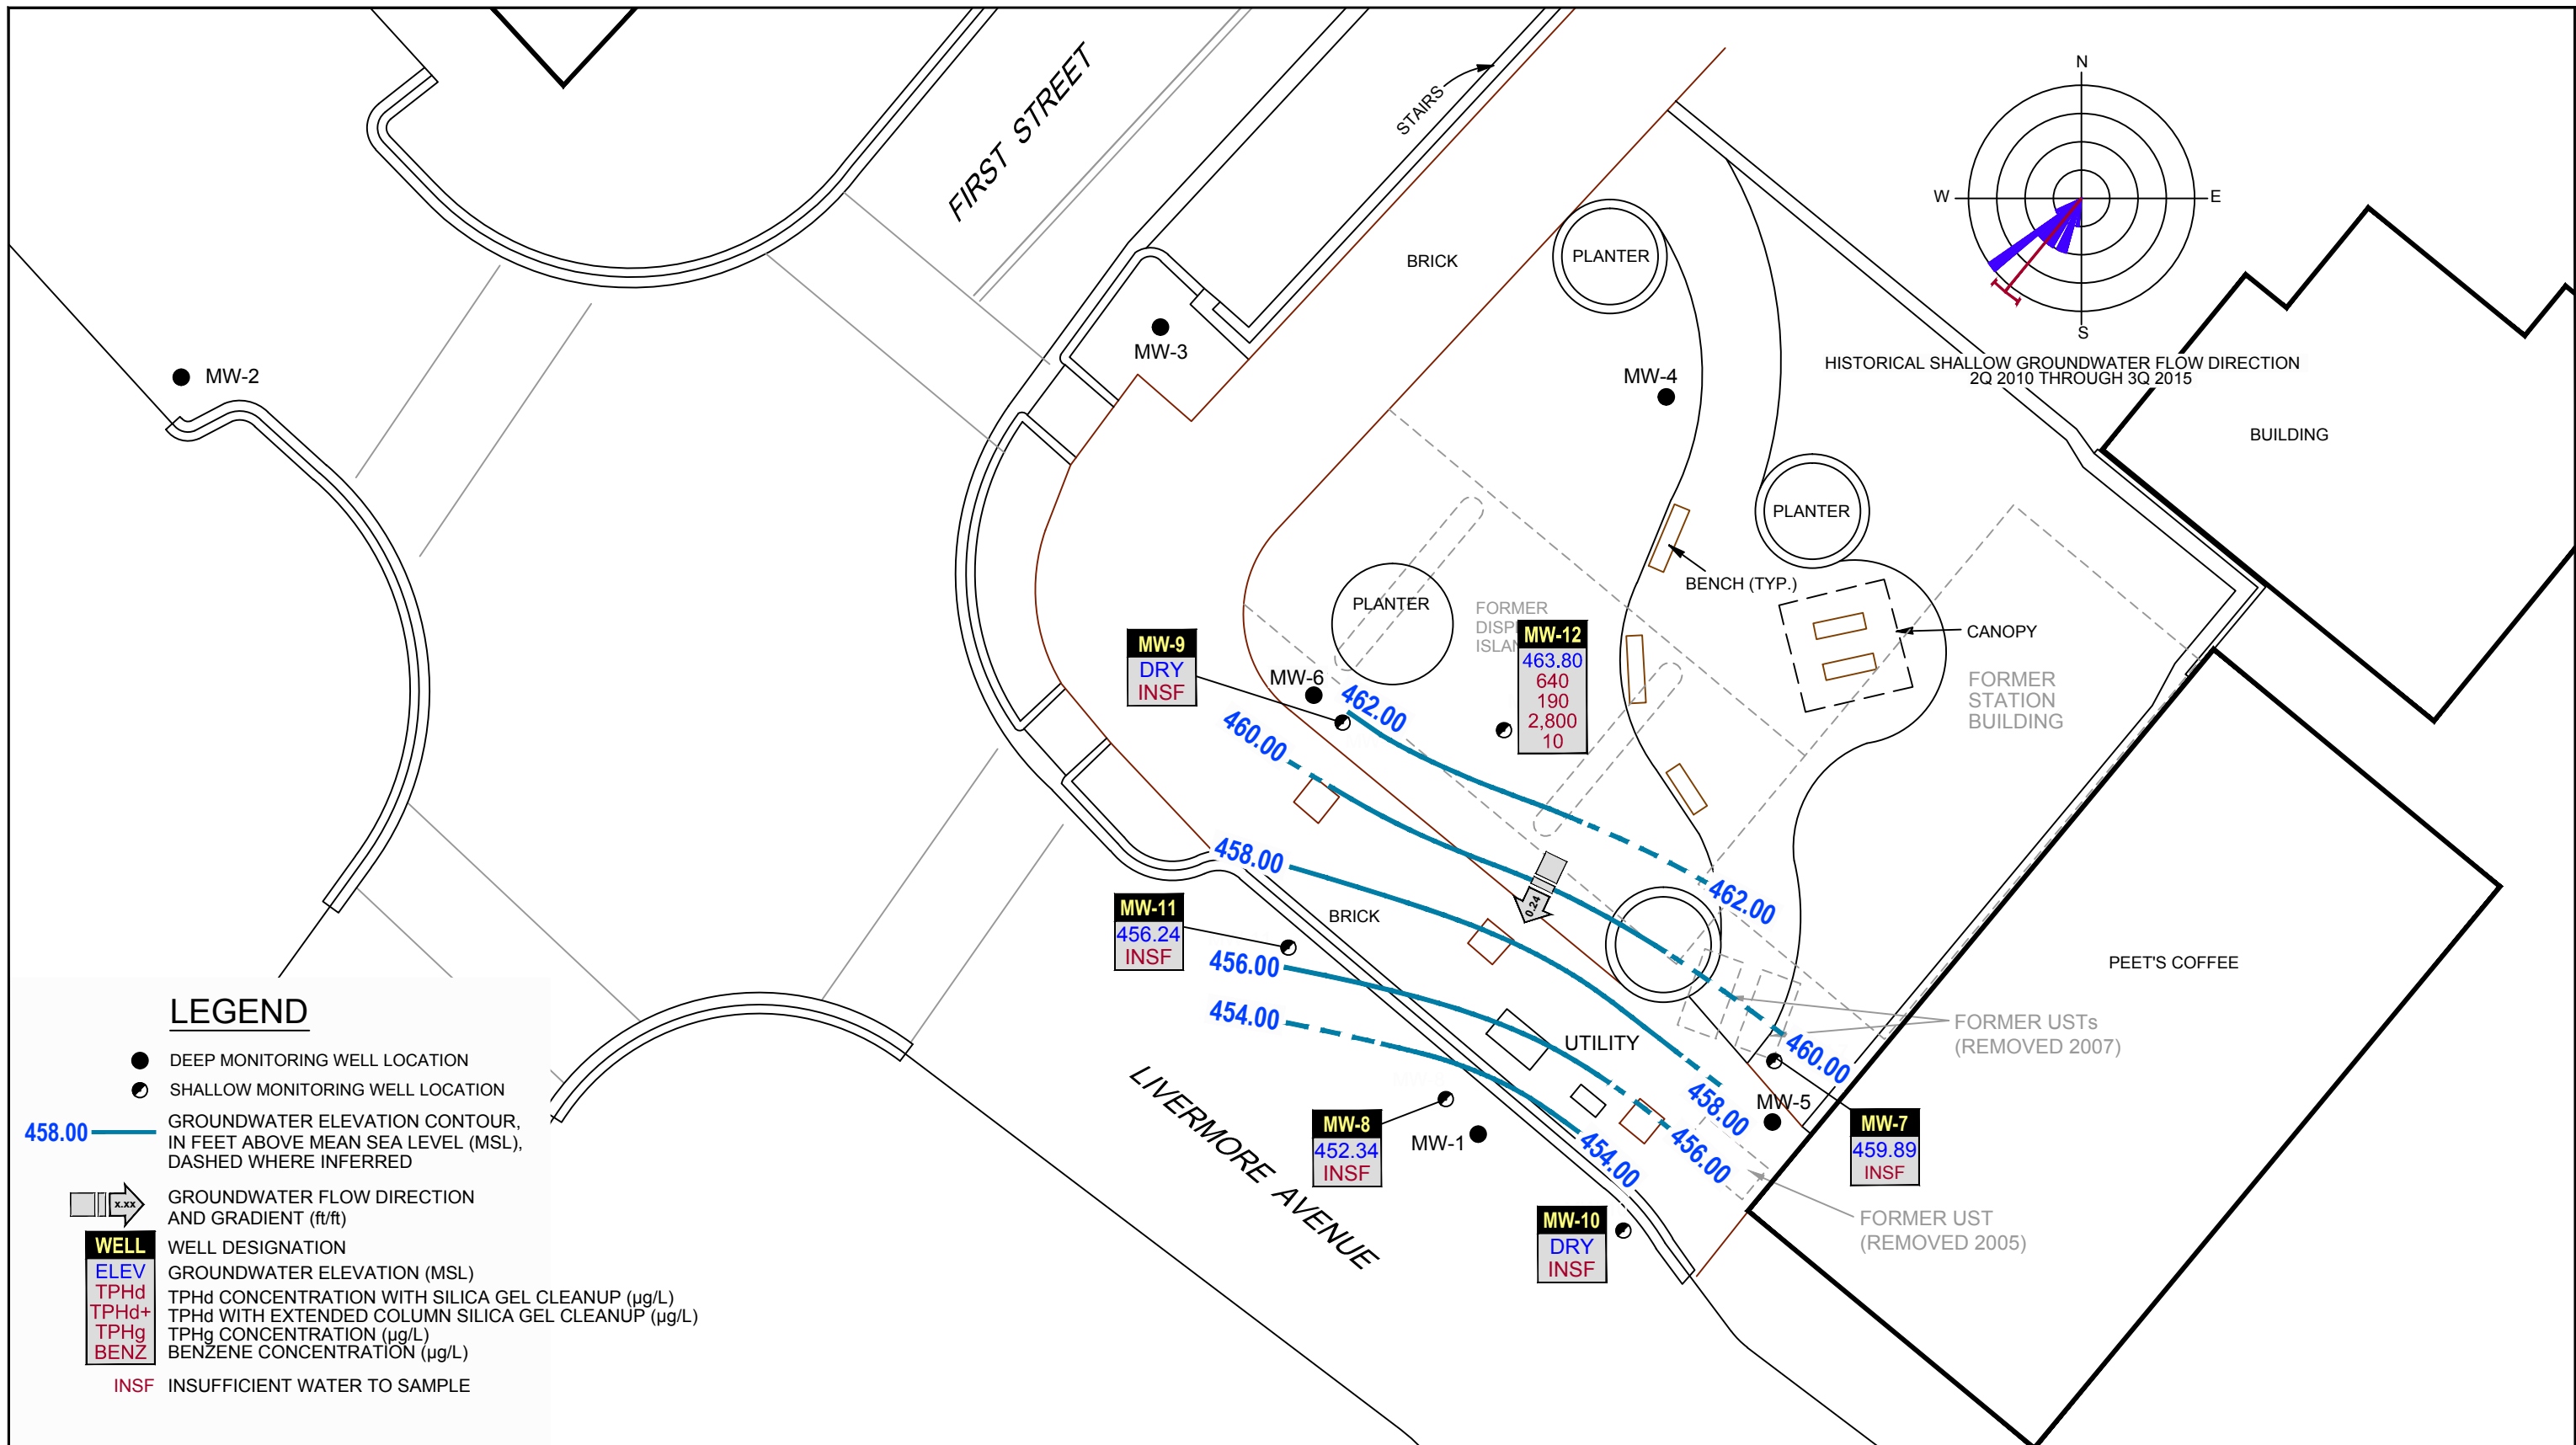 FIRST STREET
STAIRS
BRICK
PLANTER
N
W
E
S
HISTORICAL SHALLOW GROUNDWATER FLOW DIRECTION
2Q 2010 THROUGH 3Q 2015
MW-3
MW-2
MW-4
BUILDING
PLANTER
BENCH (TYP.)
PLANTER
FORMER
CANOPY
MW-9
DRY
INSF
MW-12
463.80
640
190
2,800
10
MW-6
462.00
460.00
FORMER
STATION
BUILDING
458.00
462.00
0.24
MW-11
456.24
INSF
BRICK
456.00
454.00
PEET'S COFFEE
UTILITY
FORMER USTs
(REMOVED 2007)
460.00
458.00
MW-5
456.00
454.00
MW-8
452.34
INSF
MW-1
MW-7
459.89
INSF
LIVERMORE AVENUE
MW-10
DRY
INSF
FORMER UST
(REMOVED 2005)
LEGEND
DEEP MONITORING WELL LOCATION
SHALLOW MONITORING WELL LOCATION
458.00
GROUNDWATER ELEVATION CONTOUR,
IN FEET ABOVE MEAN SEA LEVEL (MSL),
DASHED WHERE INFERRED
x.xx
GROUNDWATER FLOW DIRECTION
AND GRADIENT (ft/ft)
WELL WELL DESIGNATION
ELEV GROUNDWATER ELEVATION (MSL)
TPHd TPHd CONCENTRATION WITH SILICA GEL CLEANUP (µg/L)
TPHd+ TPHd WITH EXTENDED COLUMN SILICA GEL CLEANUP (µg/L)
TPHg TPHg CONCENTRATION (µg/L)
BENZ BENZENE CONCENTRATION (µg/L)
INSF INSUFFICIENT WATER TO SAMPLE